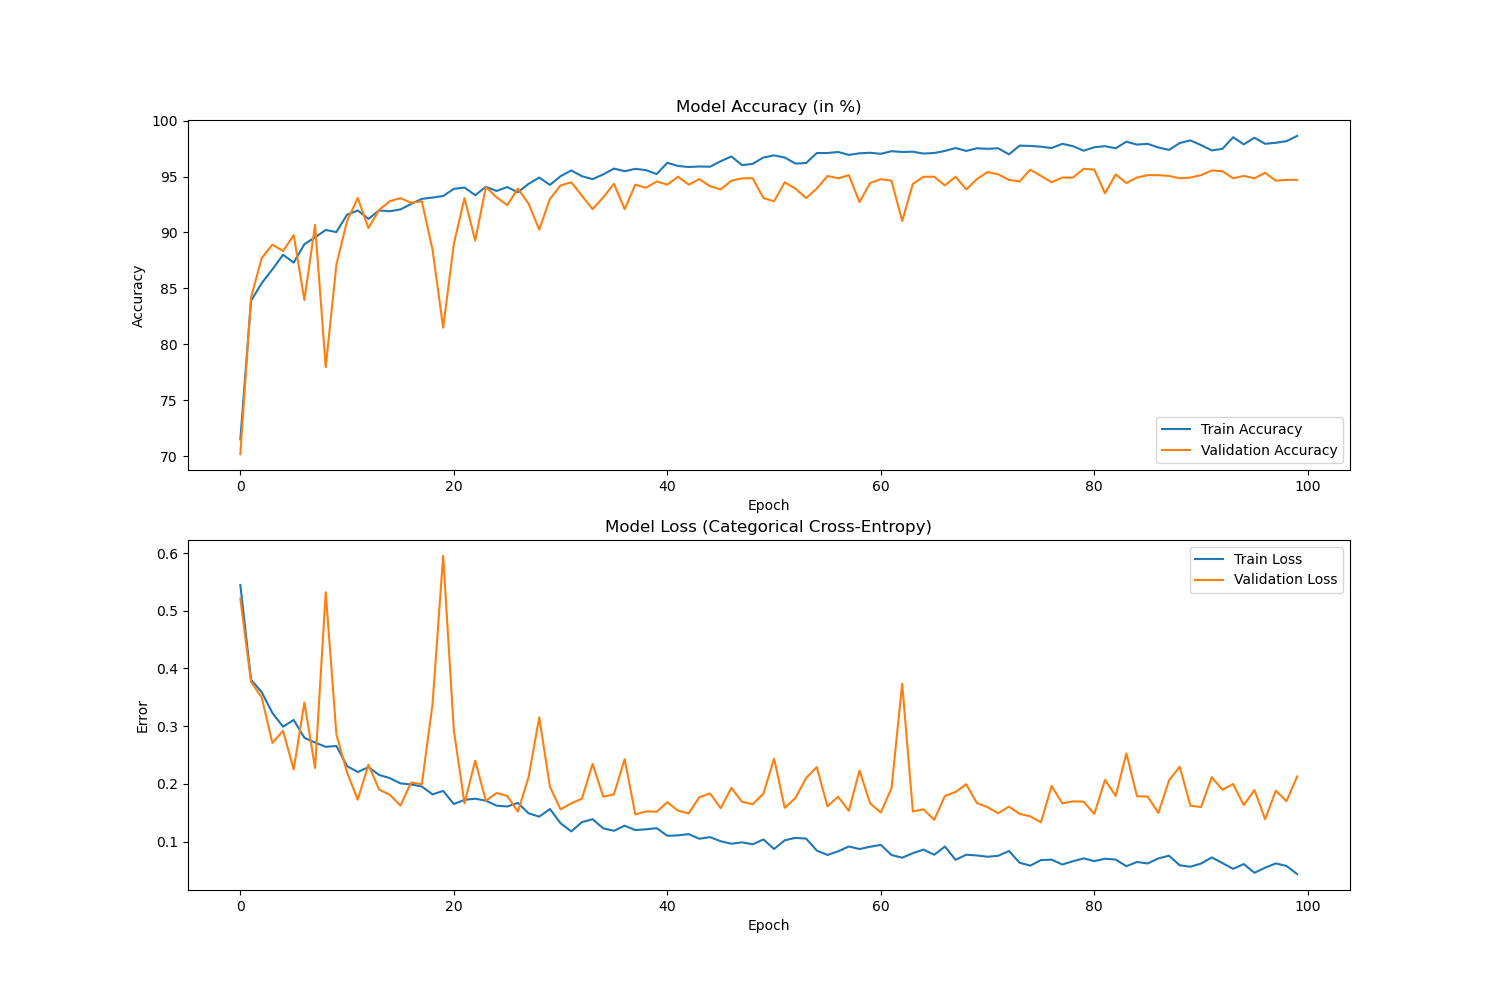 Model Accuracy (in %)
100
95
90
85
80
75
70
Accuracy
Train Accuracy
Validation Accuracy
0 20 40 60 80 100
Epoch
Model Loss (Categorical Cross-Entropy)
0.6
0.5
0.4
0.3
0.2
0.1
Error
Train Loss
Validation Loss
0 20 40 60 80 100
Epoch